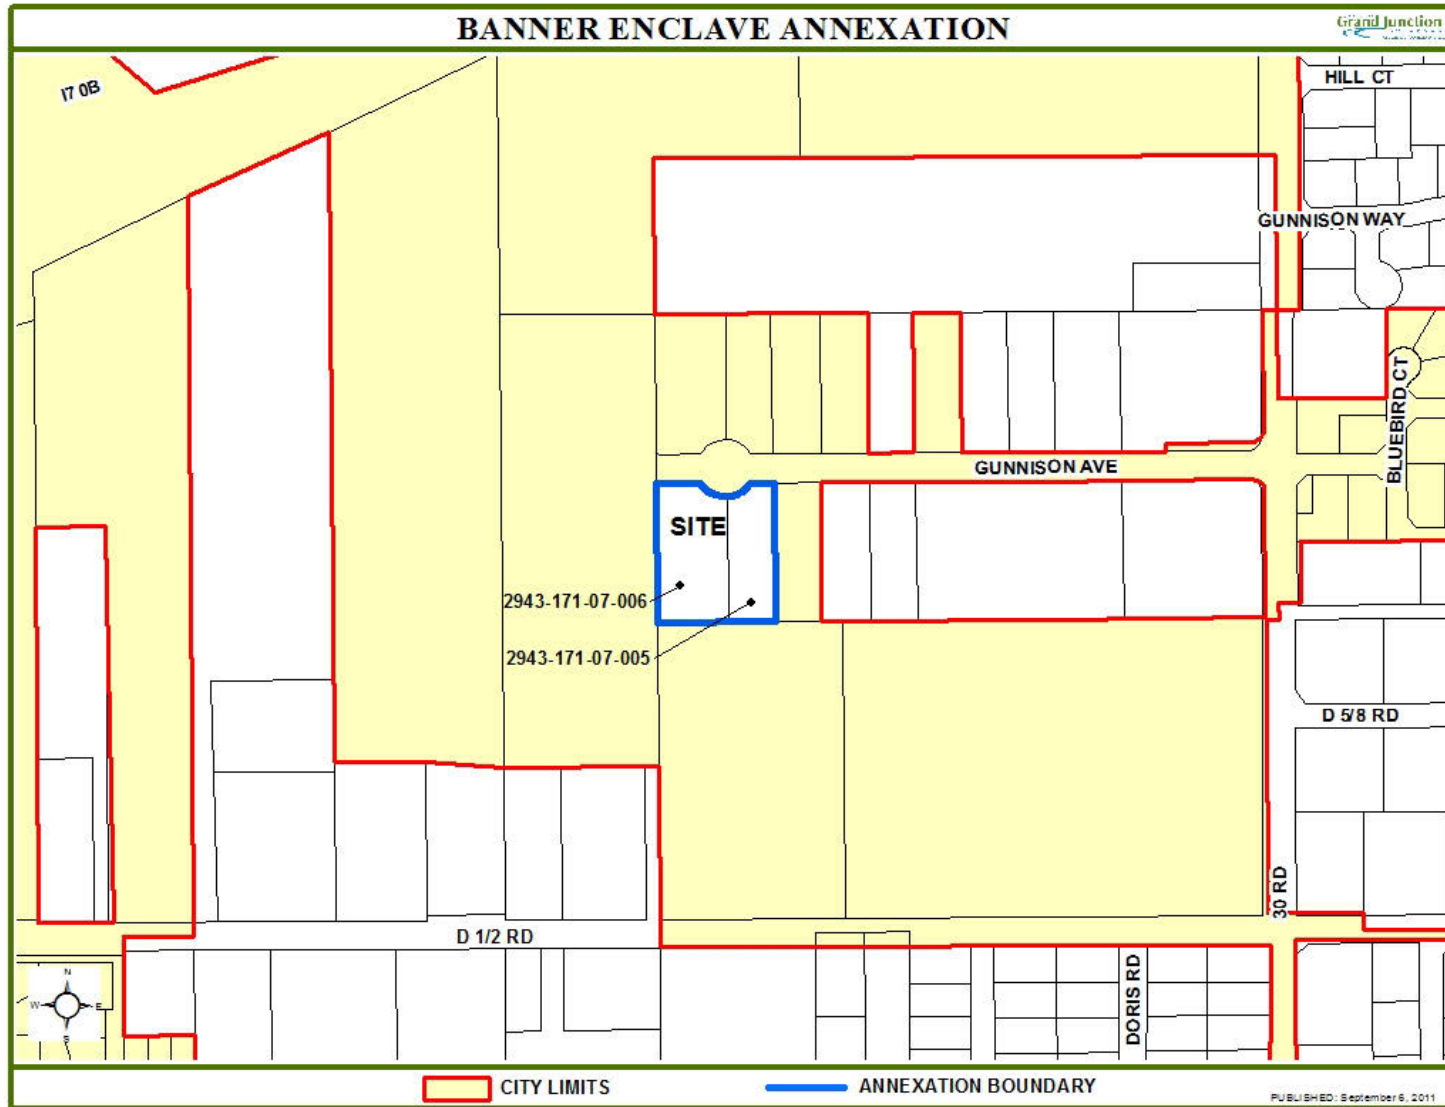 BANNER ENCLAVE ANNEXATION
Grand Junction
I7 0B
HILL CT
GUNNISON WAY
BLUEBIRD CT
GUNNISON AVE
SITE
2943-171-07-006
2943-171-07-005
D 5/8 RD
30 RD
D 1/2 RD
DORIS RD
N
W
E
S
CITY LIMITS
ANNEXATION BOUNDARY
PUBLISHED: September 6, 2011